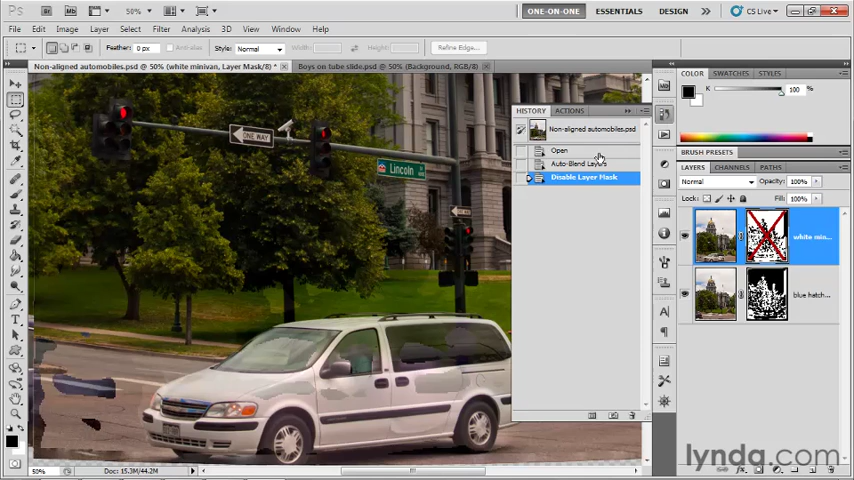 Ps Br Mb 50% ONE-ON-ONE ESSENTIALS DESIGN CS Live
File Edit Image Layer Select Filter Analysis 3D View Window Help
Feather: 0 px Anti-alias Style: Normal Width: Height: Refine Edge...
Non-aligned automobiles.psd @ 50% (white minivan, Layer Mask/8) * × Boys on tube slide.psd @ 50% (Background, RGB/8) ×
COLOR SWATCHES STYLES
K 100 %
HISTORY ACTIONS
Non-aligned automobiles.psd
Open
Auto-Blend Layers
Disable Layer Mask
BRUSH PRESETS
LAYERS CHANNELS PATHS
Normal Opacity: 100%
Lock: Fill: 100%
white min...
blue hatch...
ONE WAY
Lincoln
50% Doc: 15.3M/44.2M
lynda.com